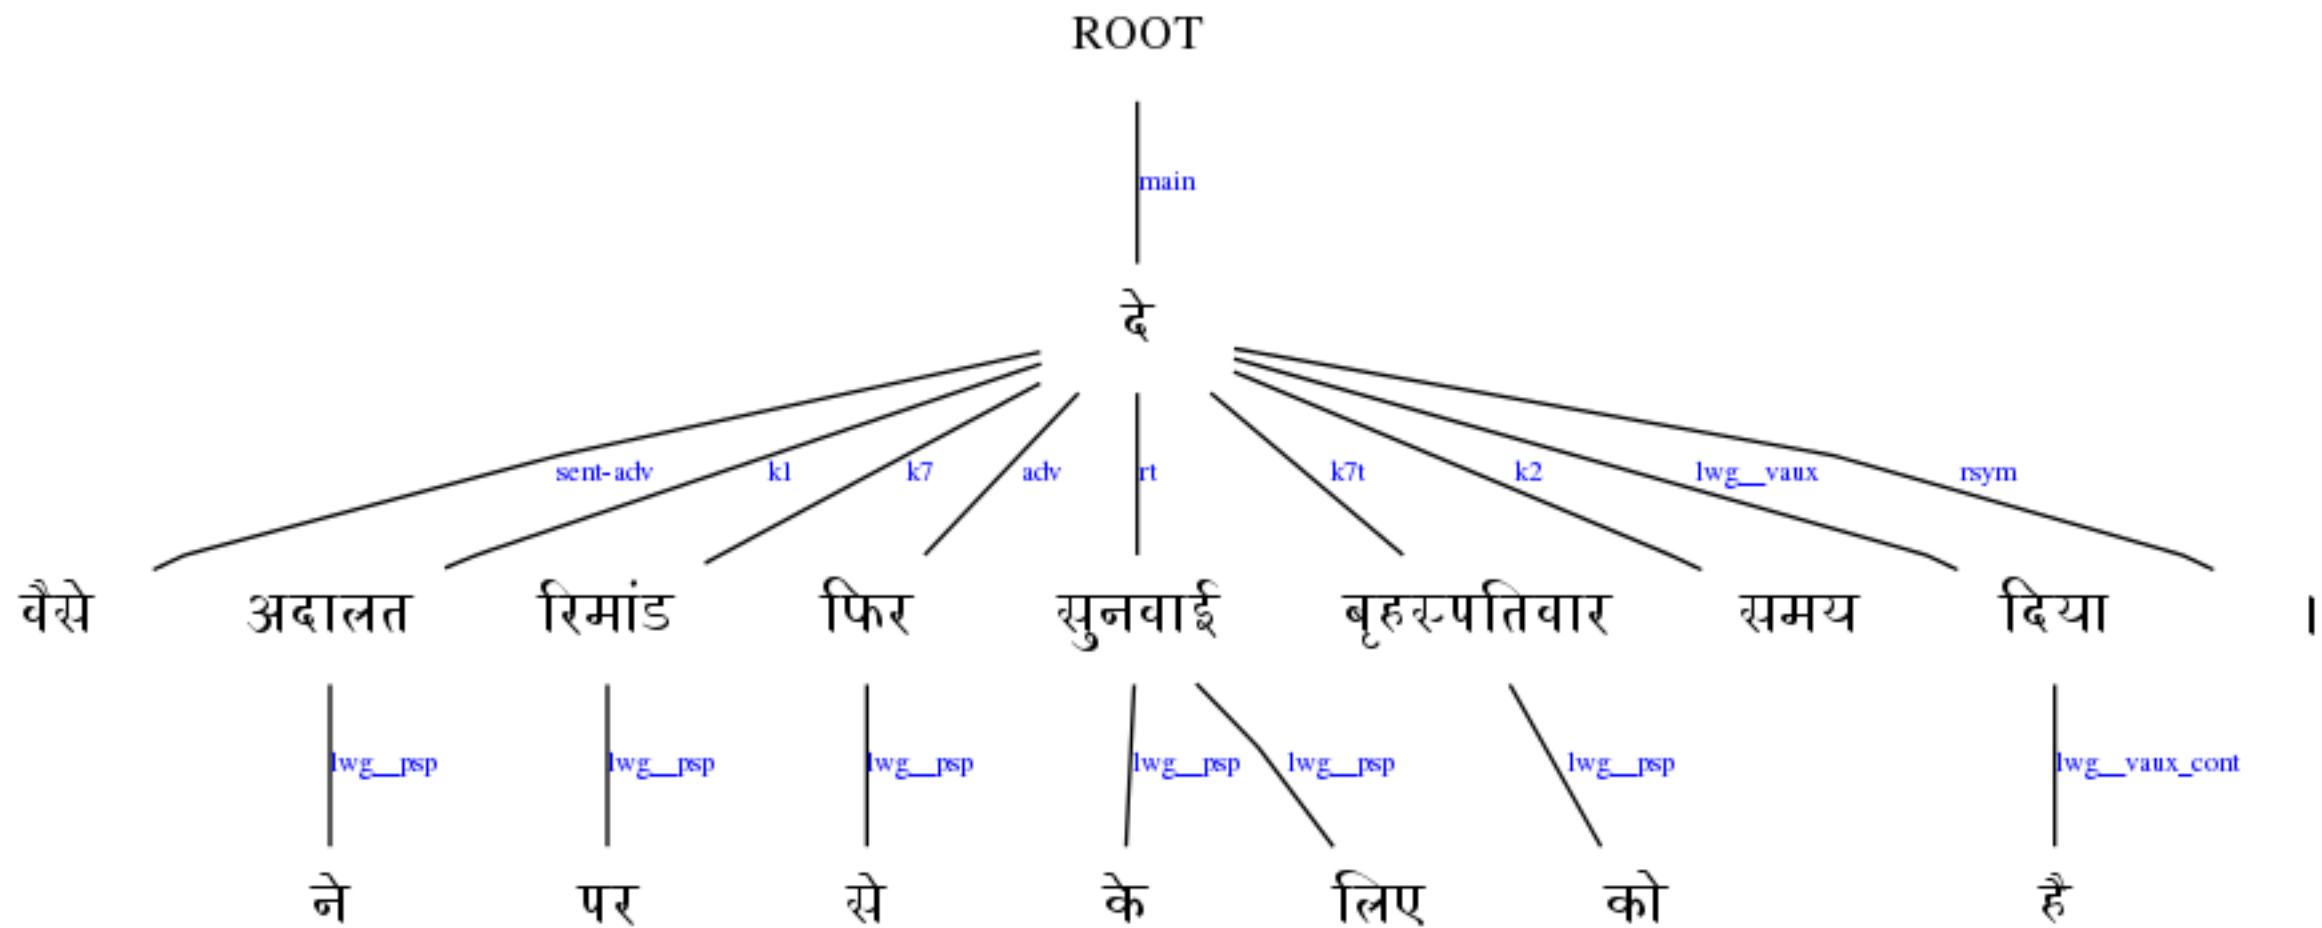 ROOT
main
दे
sent-adv k1 k7 adv rt k7t k2 lwg__vaux rsym
वैसे अदालत रिमांड फिर सुनवाई बृहस्पतिवार समय दिया ।
lwg__psp lwg__psp lwg__psp lwg__psp lwg__psp lwg__psp lwg__vaux_cont
ने पर से के लिए को है